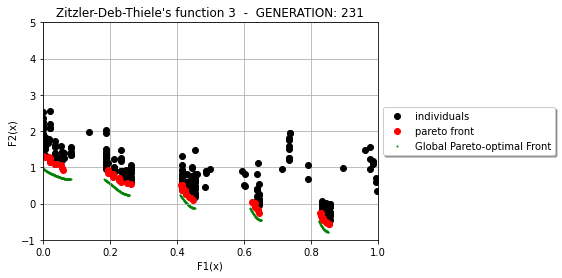 Zitzler-Deb-Thiele's function 3 - GENERATION: 231
5
4
3
2
1
0
-1
F2(x)
0.0 0.2 0.4 0.6 0.8 1.0
F1(x)
individuals
pareto front
Global Pareto-optimal Front